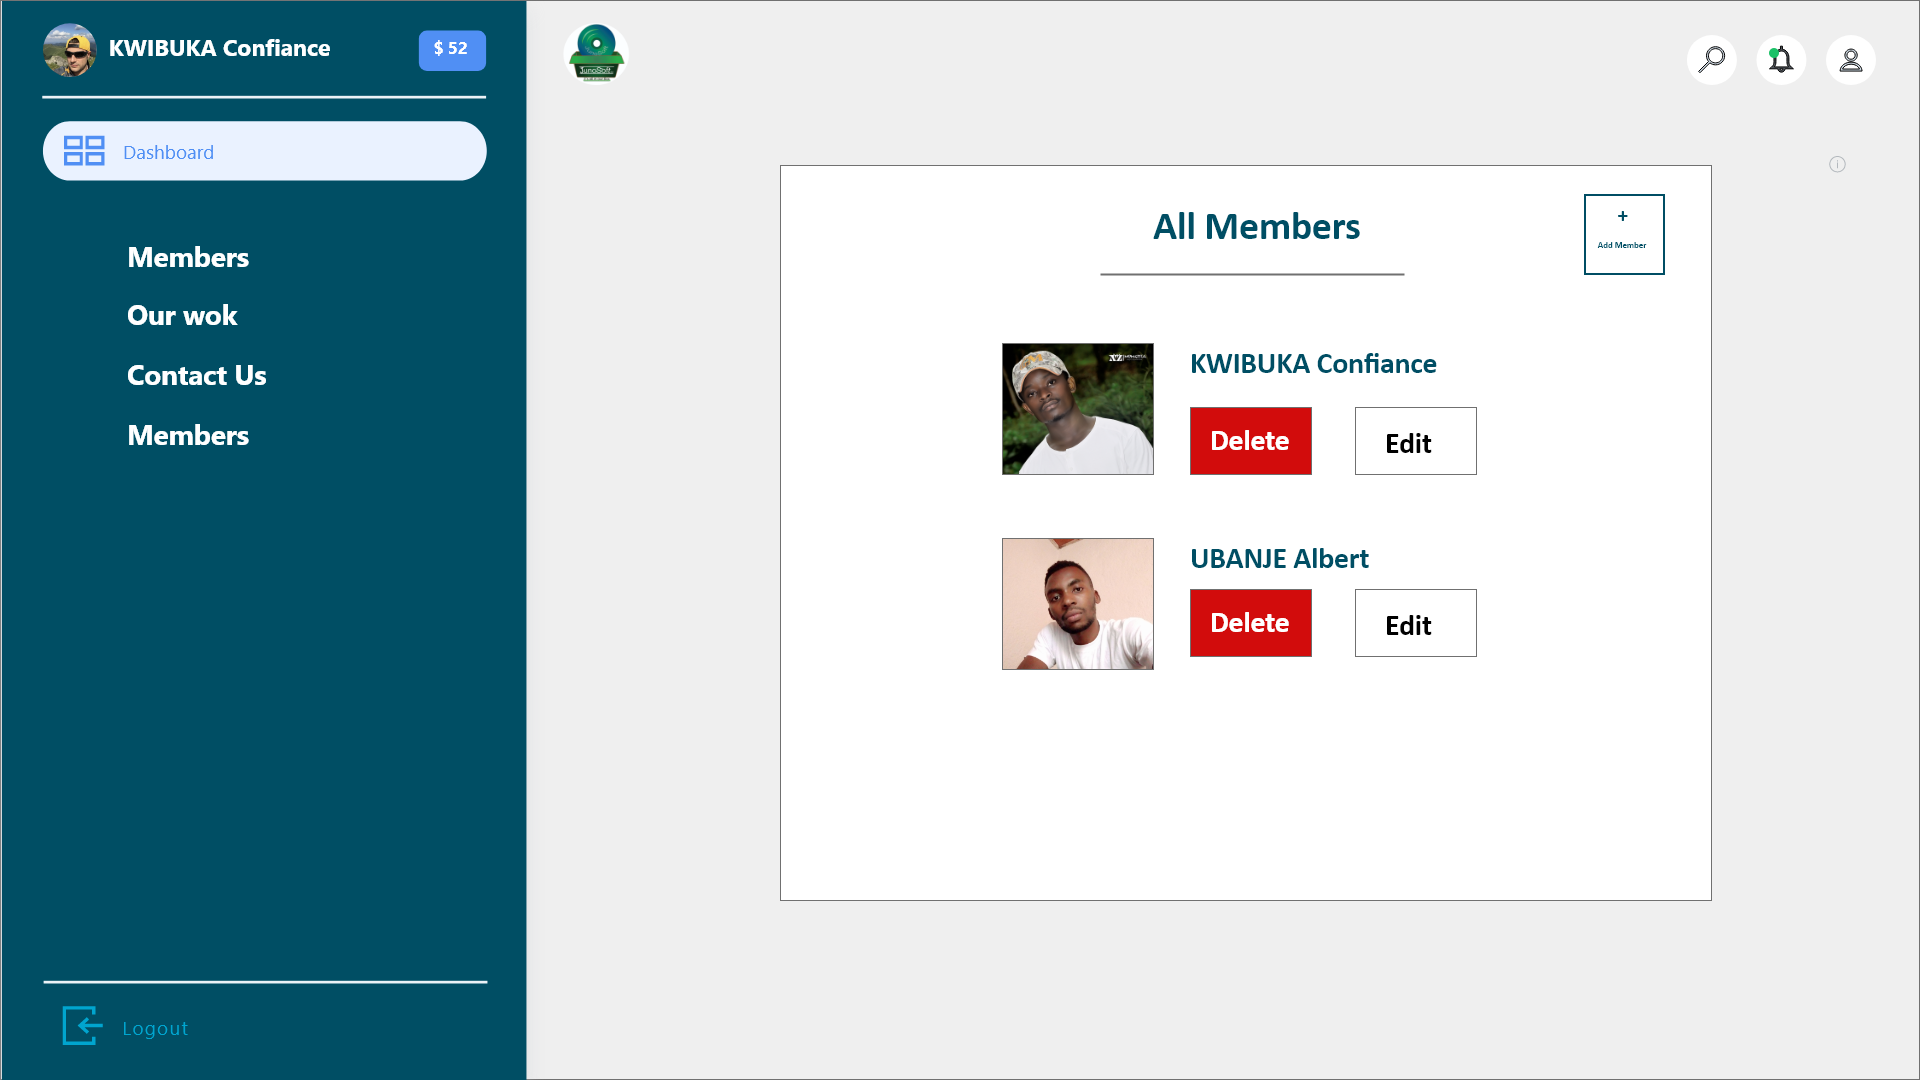 KWIBUKA Confiance
$ 52
Dashboard
Members
Our wok
Contact Us
Members
Logout
JunoSoft
All Members
+
Add Member
KWIBUKA Confiance
Delete
Edit
UBANJE Albert
Delete
Edit